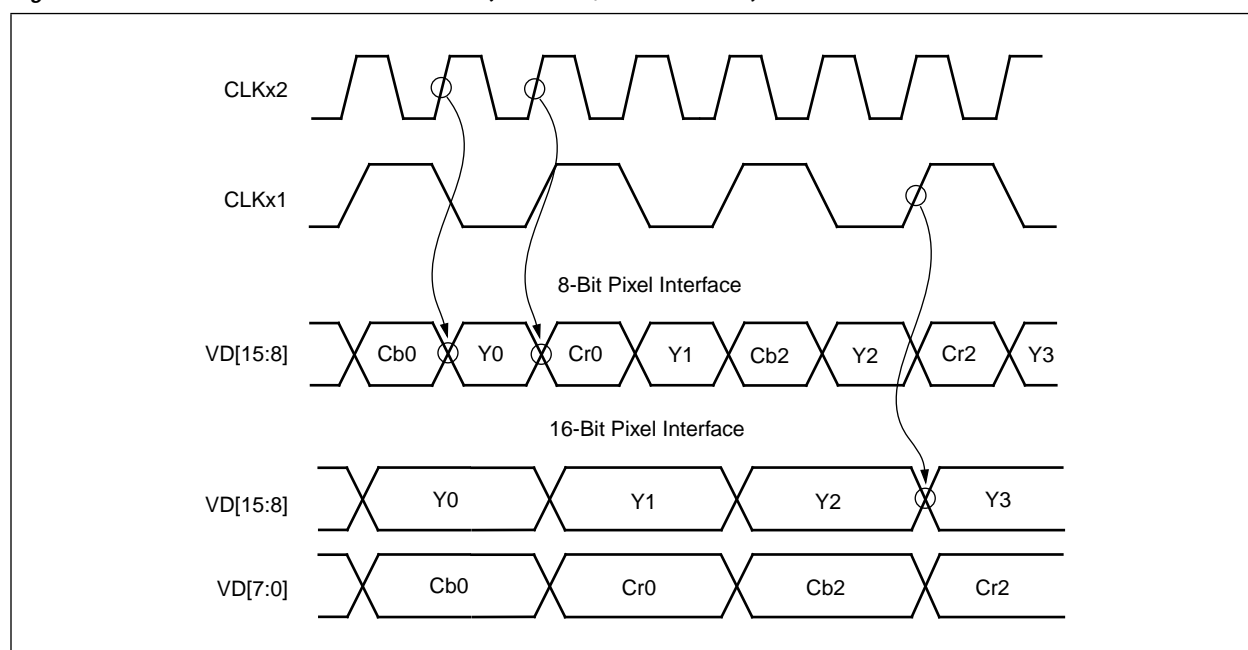 CLKx2
CLKx1
8-Bit Pixel Interface
VD[15:8]
Cb0 Y0 Cr0 Y1 Cb2 Y2 Cr2 Y3
16-Bit Pixel Interface
VD[15:8]
Y0 Y1 Y2 Y3
VD[7:0]
Cb0 Cr0 Cb2 Cr2